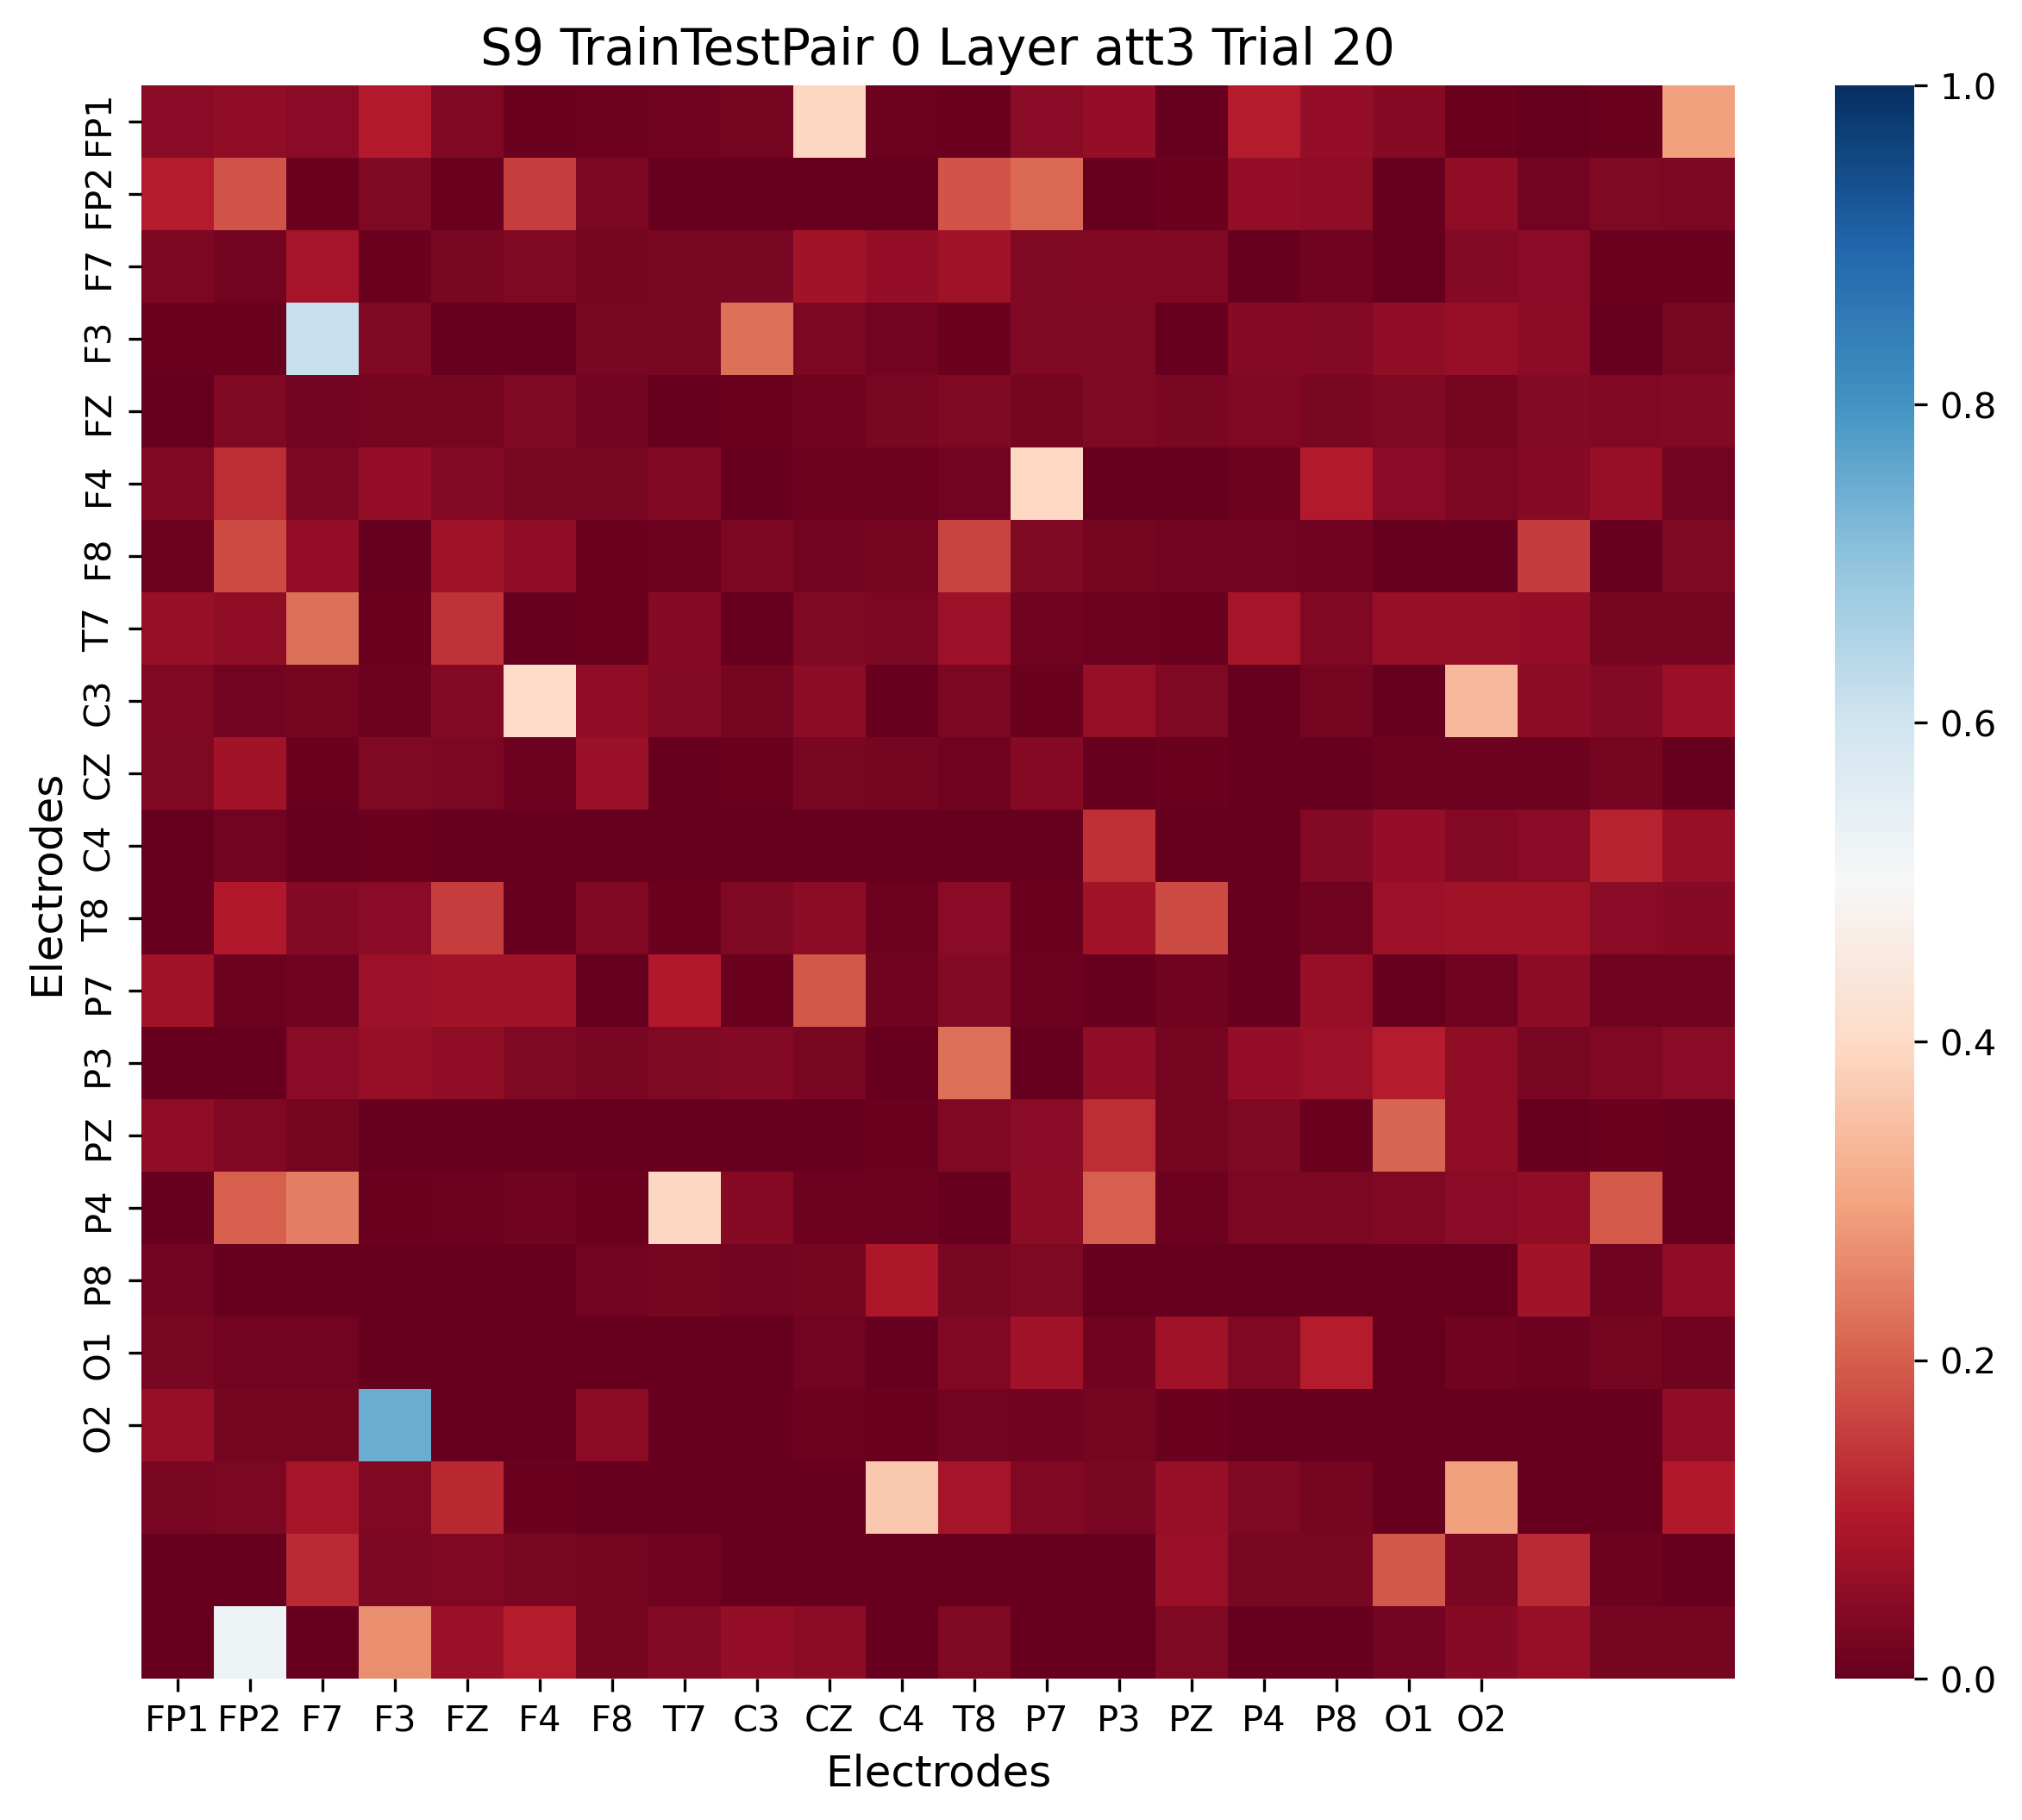 S9 TrainTestPair 0 Layer att3 Trial 20
Electrodes
FP1
FP2
F7
F3
FZ
F4
F8
T7
C3
CZ
C4
T8
P7
P3
PZ
P4
P8
O1
O2
FP1 FP2 F7 F3 FZ F4 F8 T7 C3 CZ C4 T8 P7 P3 PZ P4 P8 O1 O2
Electrodes
1.0
0.8
0.6
0.4
0.2
0.0